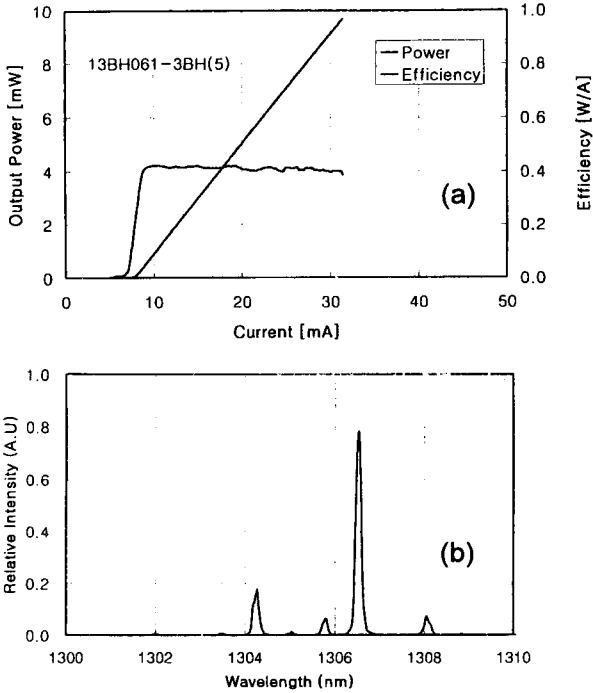 10
8
6
4
2
0
Output Power [mW]
13BH061-3BH(5)
Power
Efficiency
(a)
1.0
0.8
0.6
0.4
0.2
0.0
Efficiency [W/A]
0 10 20 30 40 50
Current [mA]
1.0
0.8
0.6
0.4
0.2
0.0
Relative Intensity (A.U)
(b)
1300 1302 1304 1306 1308 1310
Wavelength (nm)